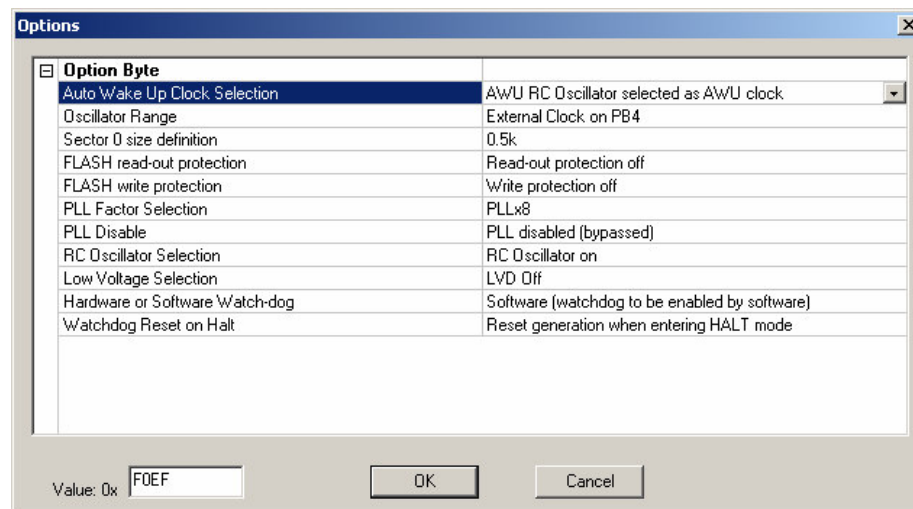 Options
Option Byte
Auto Wake Up Clock Selection AWU RC Oscillator selected as AWU clock
Oscillator Range External Clock on PB4
Sector 0 size definition 0.5k
FLASH read-out protection Read-out protection off
FLASH write protection Write protection off
PLL Factor Selection PLLx8
PLL Disable PLL disabled (bypassed)
RC Oscillator Selection RC Oscillator on
Low Voltage Selection LVD Off
Hardware or Software Watch-dog Software (watchdog to be enabled by software)
Watchdog Reset on Halt Reset generation when entering HALT mode
Value: 0x F0EF OK Cancel